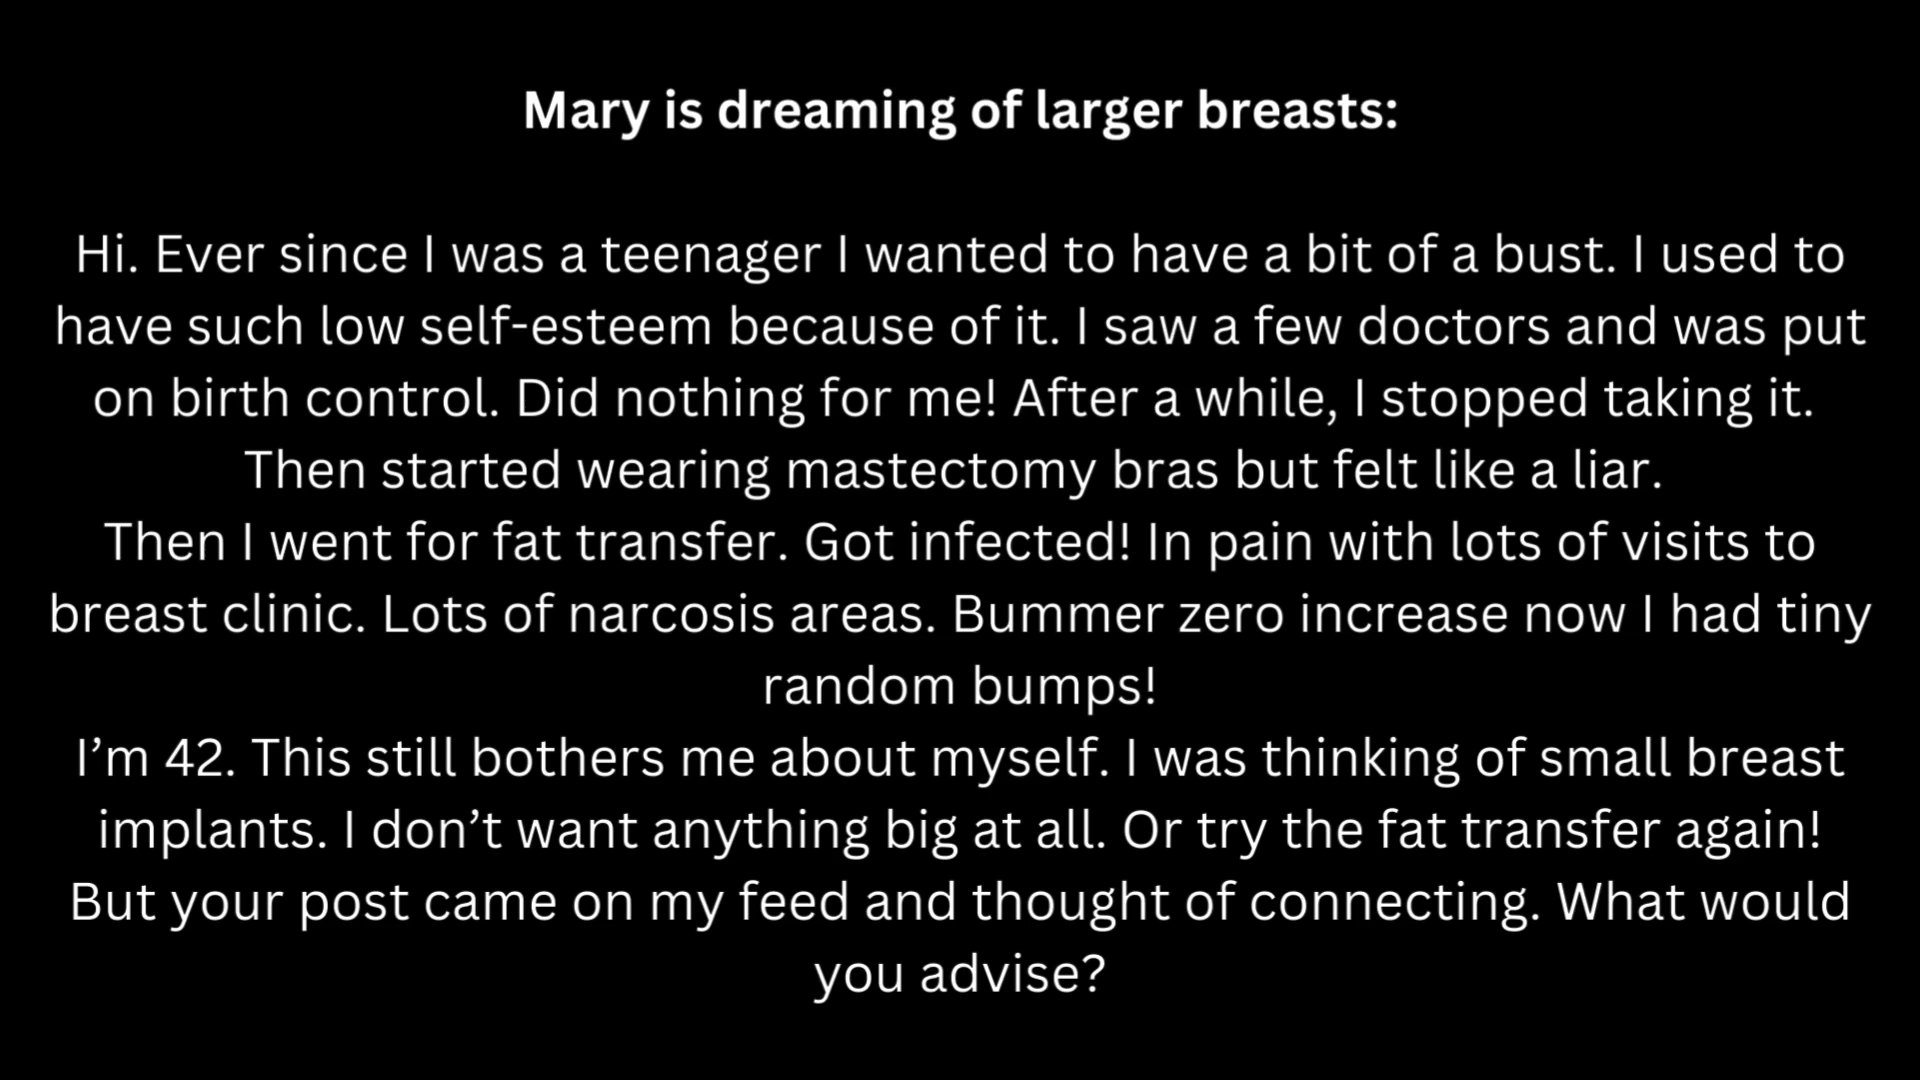 Mary is dreaming of larger breasts:
Hi. Ever since I was a teenager I wanted to have a bit of a bust. I used to
have such low self-esteem because of it. I saw a few doctors and was put
on birth control. Did nothing for me! After a while, I stopped taking it.
Then started wearing mastectomy bras but felt like a liar.
Then I went for fat transfer. Got infected! In pain with lots of visits to
breast clinic. Lots of narcosis areas. Bummer zero increase now I had tiny
random bumps!
I’m 42. This still bothers me about myself. I was thinking of small breast
implants. I don’t want anything big at all. Or try the fat transfer again!
But your post came on my feed and thought of connecting. What would
you advise?